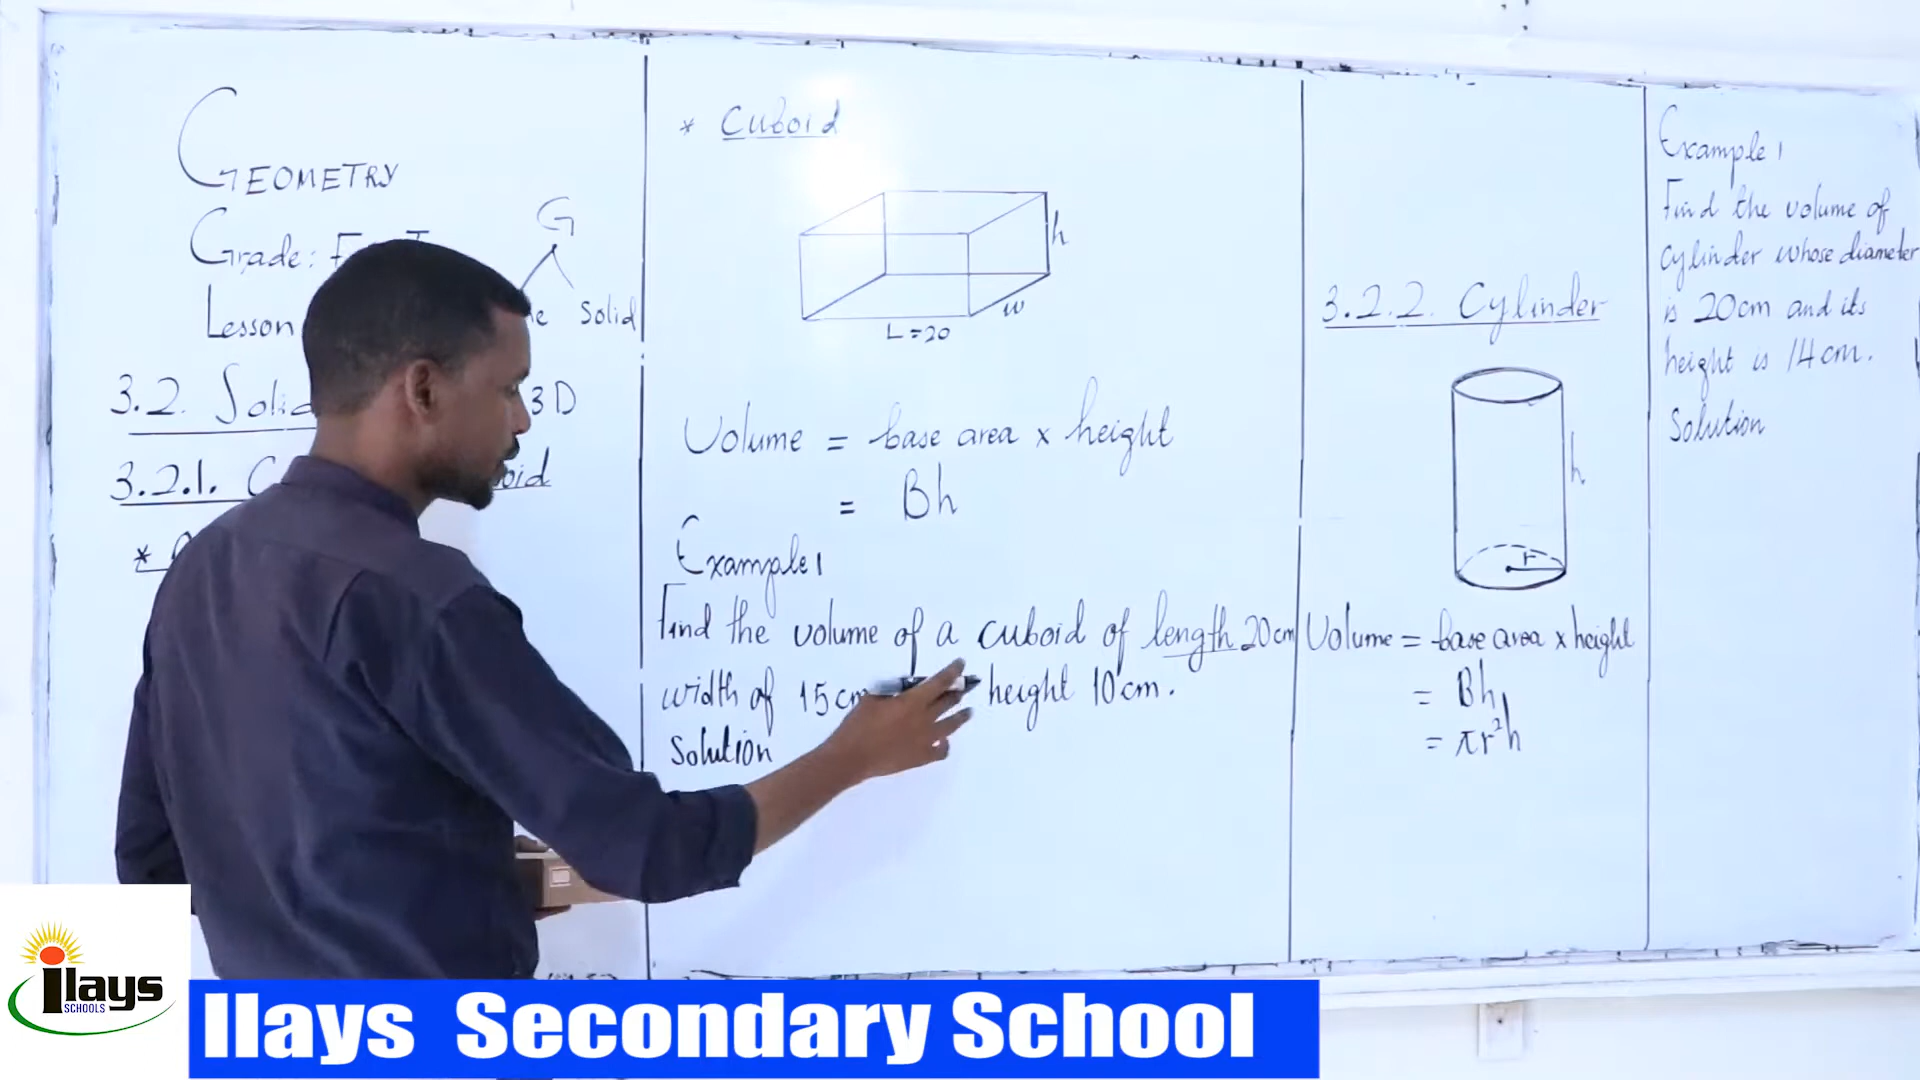 GEOMETRY
Grade: F
Lesson
G
Solid
3.2. Solid 3D
3.2.1. C
*
* Cuboid
h
w
L = 20
Volume = base area x height
= Bh
Example 1
Find the volume of a cuboid of length 20cm
width of 15cm height 10cm.
Solution
3.2.2. Cylinder
h
r
Volume = base area x height
= Bh
= πr²h
Example 1
Find the volume of
cylinder whose diameter
is 20cm and its
height is 14cm.
Solution
ilays
SCHOOLS
Ilays Secondary School